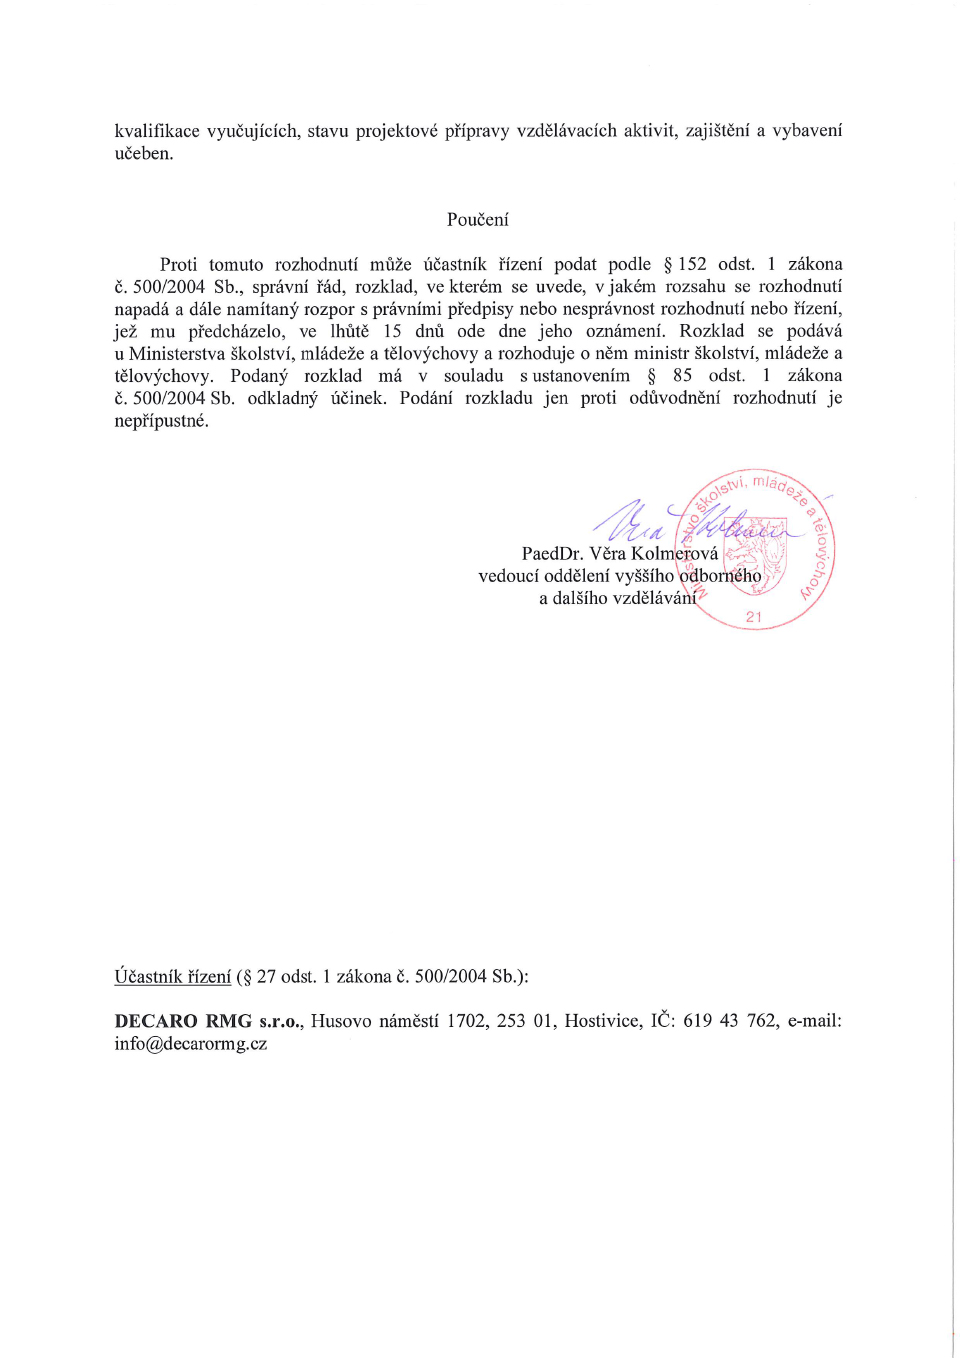 kvalifikace vyučujících, stavu projektové přípravy vzdělávacích aktivit, zajištění a vybavení
učeben.
Poučení
Proti tomuto rozhodnutí může účastník řízení podat podle § 152 odst. 1 zákona
č. 500/2004 Sb., správní řád, rozklad, ve kterém se uvede, v jakém rozsahu se rozhodnutí
napadá a dále namítaný rozpor s právními předpisy nebo nesprávnost rozhodnutí nebo řízení,
jež mu předcházelo, ve lhůtě 15 dnů ode dne jeho oznámení. Rozklad se podává
u Ministerstva školství, mládeže a tělovýchovy a rozhoduje o něm ministr školství, mládeže a
tělovýchovy. Podaný rozklad má v souladu s ustanovením § 85 odst. 1 zákona
č. 500/2004 Sb. odkladný účinek. Podání rozkladu jen proti odůvodnění rozhodnutí je
nepřípustné.
Ministerstvo školství, mládeže a tělovýchovy
21
PaedDr. Věra Kolmerová
vedoucí oddělení vyššího odborného
a dalšího vzdělávání
Účastník řízení (§ 27 odst. 1 zákona č. 500/2004 Sb.):
DECARO RMG s.r.o., Husovo náměstí 1702, 253 01, Hostivice, IČ: 619 43 762, e-mail:
info@decarormg.cz